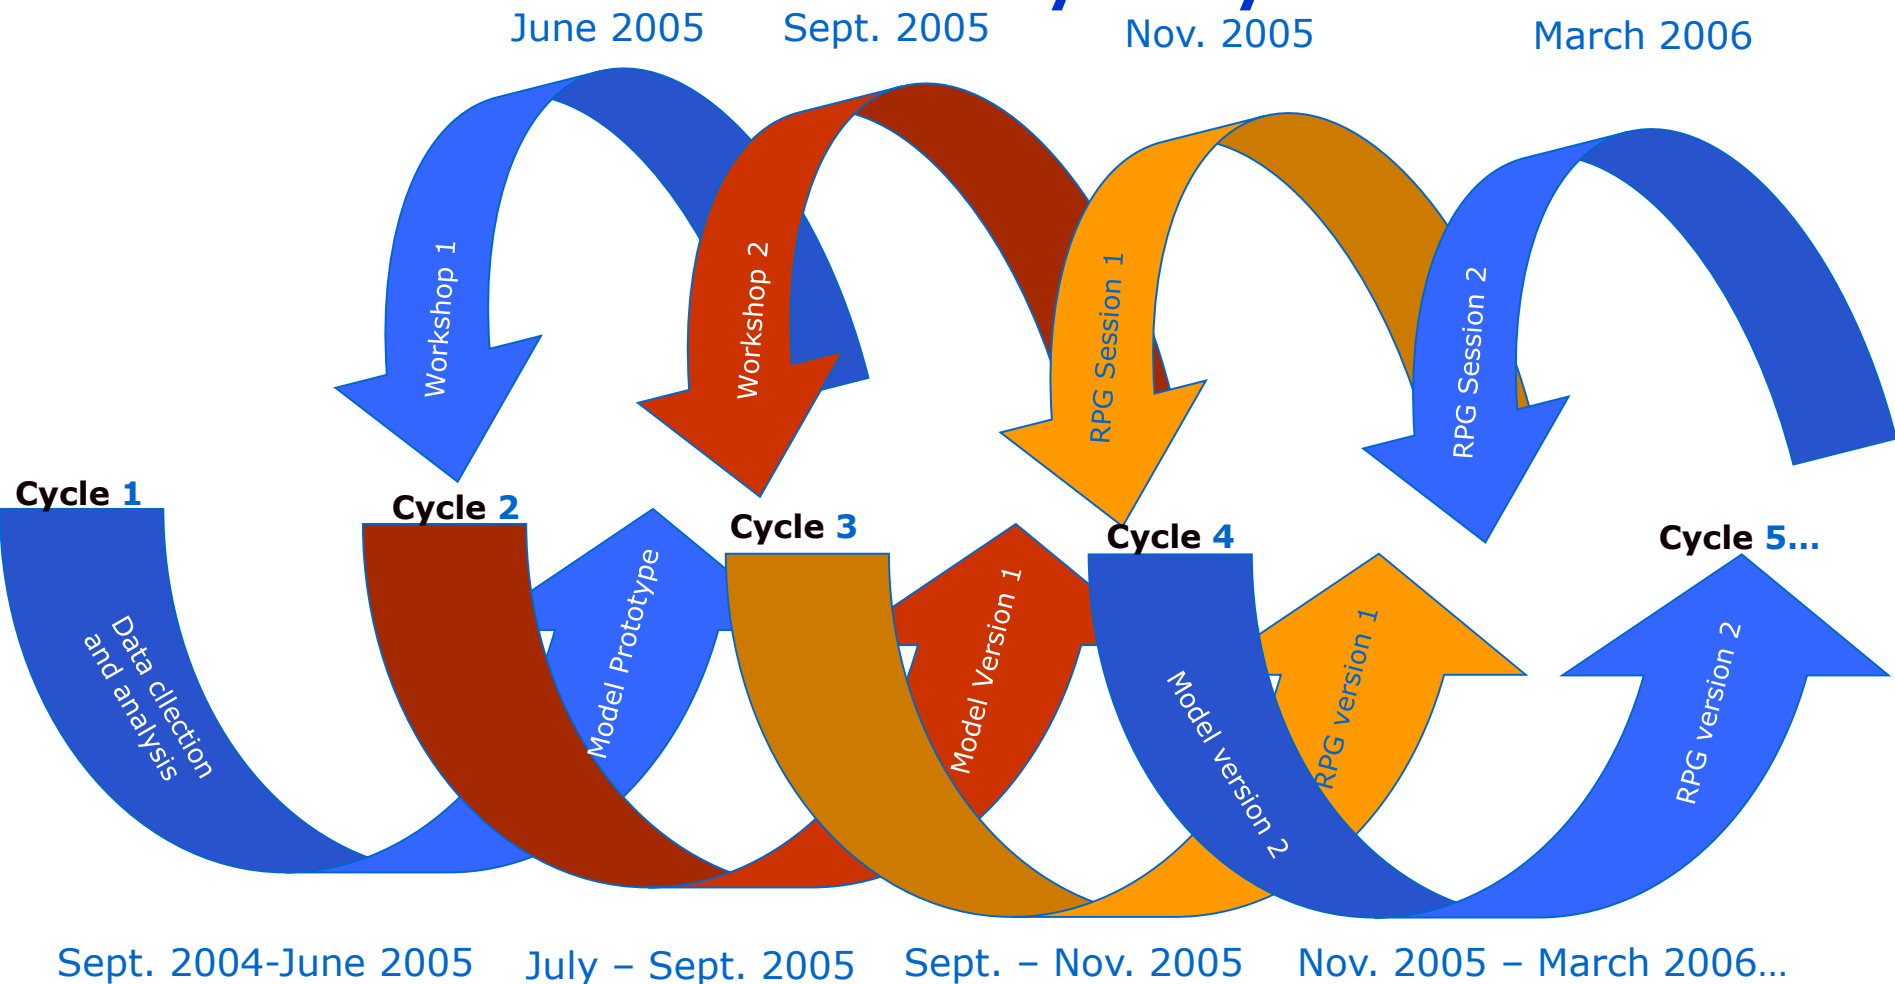 June 2005
Sept. 2005
Nov. 2005
March 2006
Workshop 1
Workshop 2
RPG Session 1
RPG Session 2
Cycle 1
Cycle 2
Cycle 3
Cycle 4
Cycle 5...
Data cllection
and analysis
Model Prototype
Model Version 1
Model version 2
RPG version 1
RPG version 2
Sept. 2004-June 2005
July – Sept. 2005
Sept. – Nov. 2005
Nov. 2005 – March 2006...